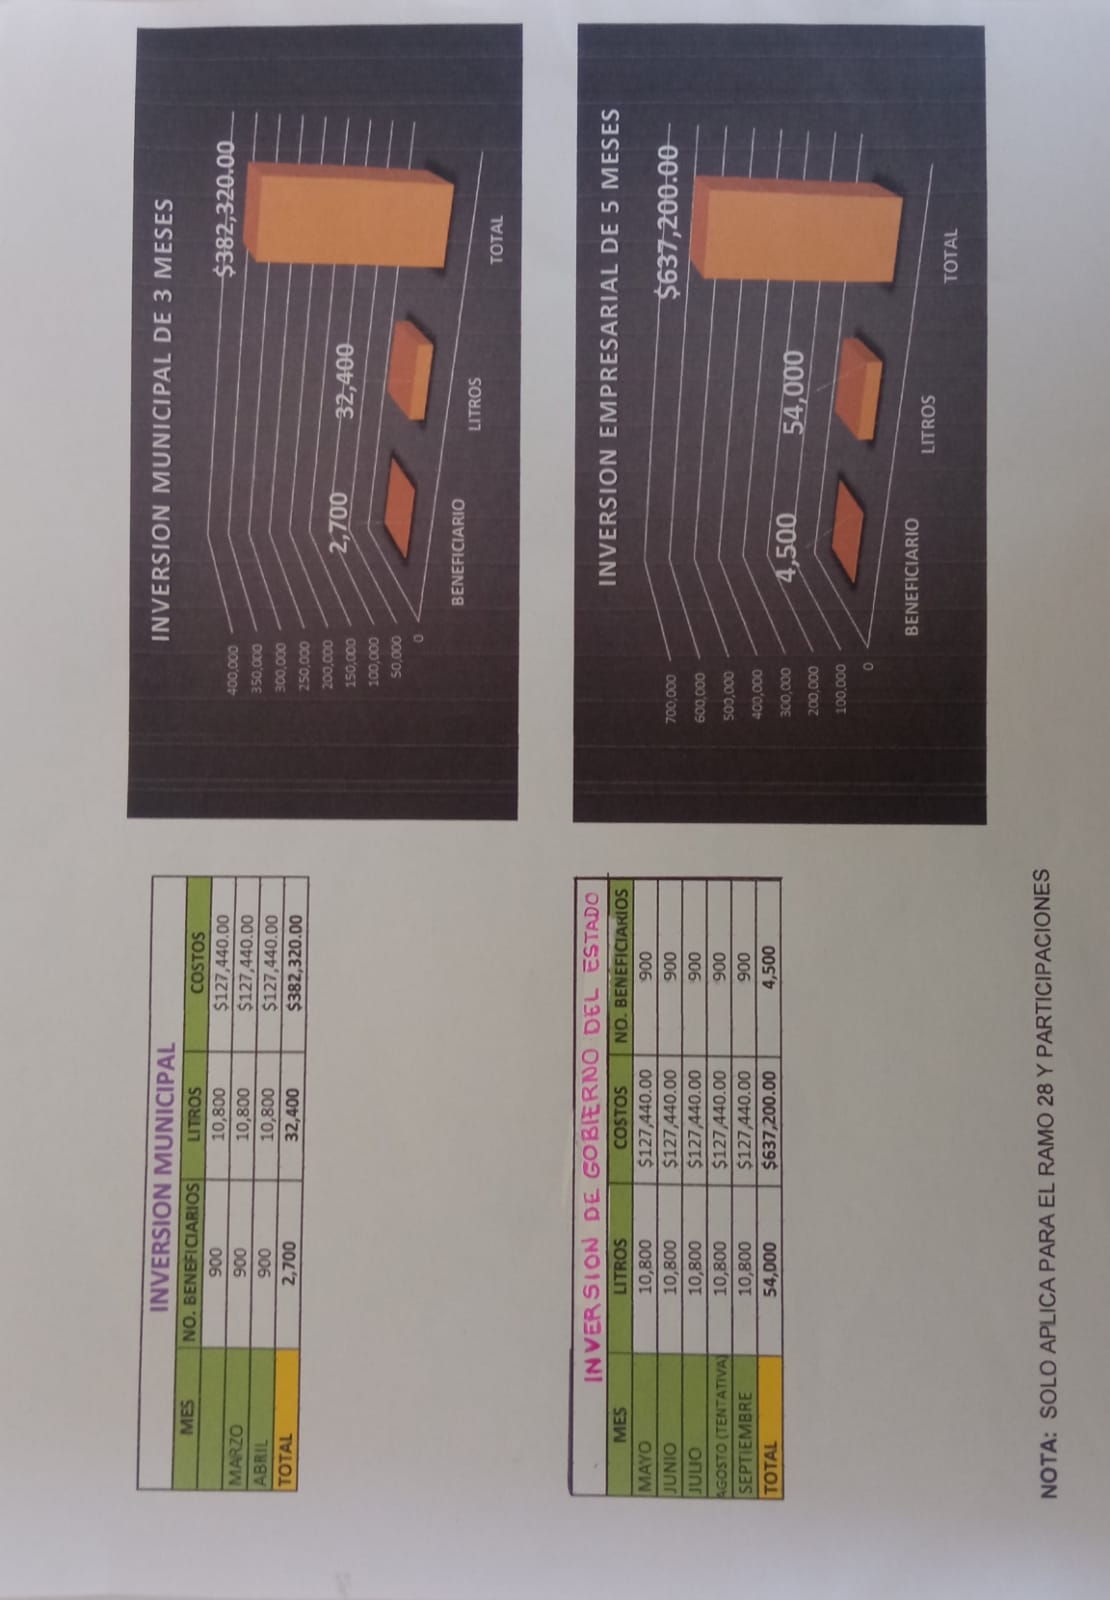 INVERSION MUNICIPAL
MES NO. BENEFICIARIOS LITROS COSTOS
900 10,800 $127,440.00
MARZO 900 10,800 $127,440.00
ABRIL 900 10,800 $127,440.00
TOTAL 2,700 32,400 $382,320.00
INVERSION MUNICIPAL DE 3 MESES
$382,320.00
32,400
2,700
400,000
350,000
300,000
250,000
200,000
150,000
100,000
50,000
0
BENEFICIARIO LITROS TOTAL
INVERSION DE GOBIERNO DEL ESTADO
MES LITROS COSTOS NO. BENEFICIARIOS
MAYO 10,800 $127,440.00 900
JUNIO 10,800 $127,440.00 900
JULIO 10,800 $127,440.00 900
AGOSTO (TENTATIVA) 10,800 $127,440.00 900
SEPTIEMBRE 10,800 $127,440.00 900
TOTAL 54,000 $637,200.00 4,500
INVERSION EMPRESARIAL DE 5 MESES
$637,200.00
54,000
4,500
700,000
600,000
500,000
400,000
300,000
200,000
100,000
0
BENEFICIARIO LITROS TOTAL
NOTA: SOLO APLICA PARA EL RAMO 28 Y PARTICIPACIONES